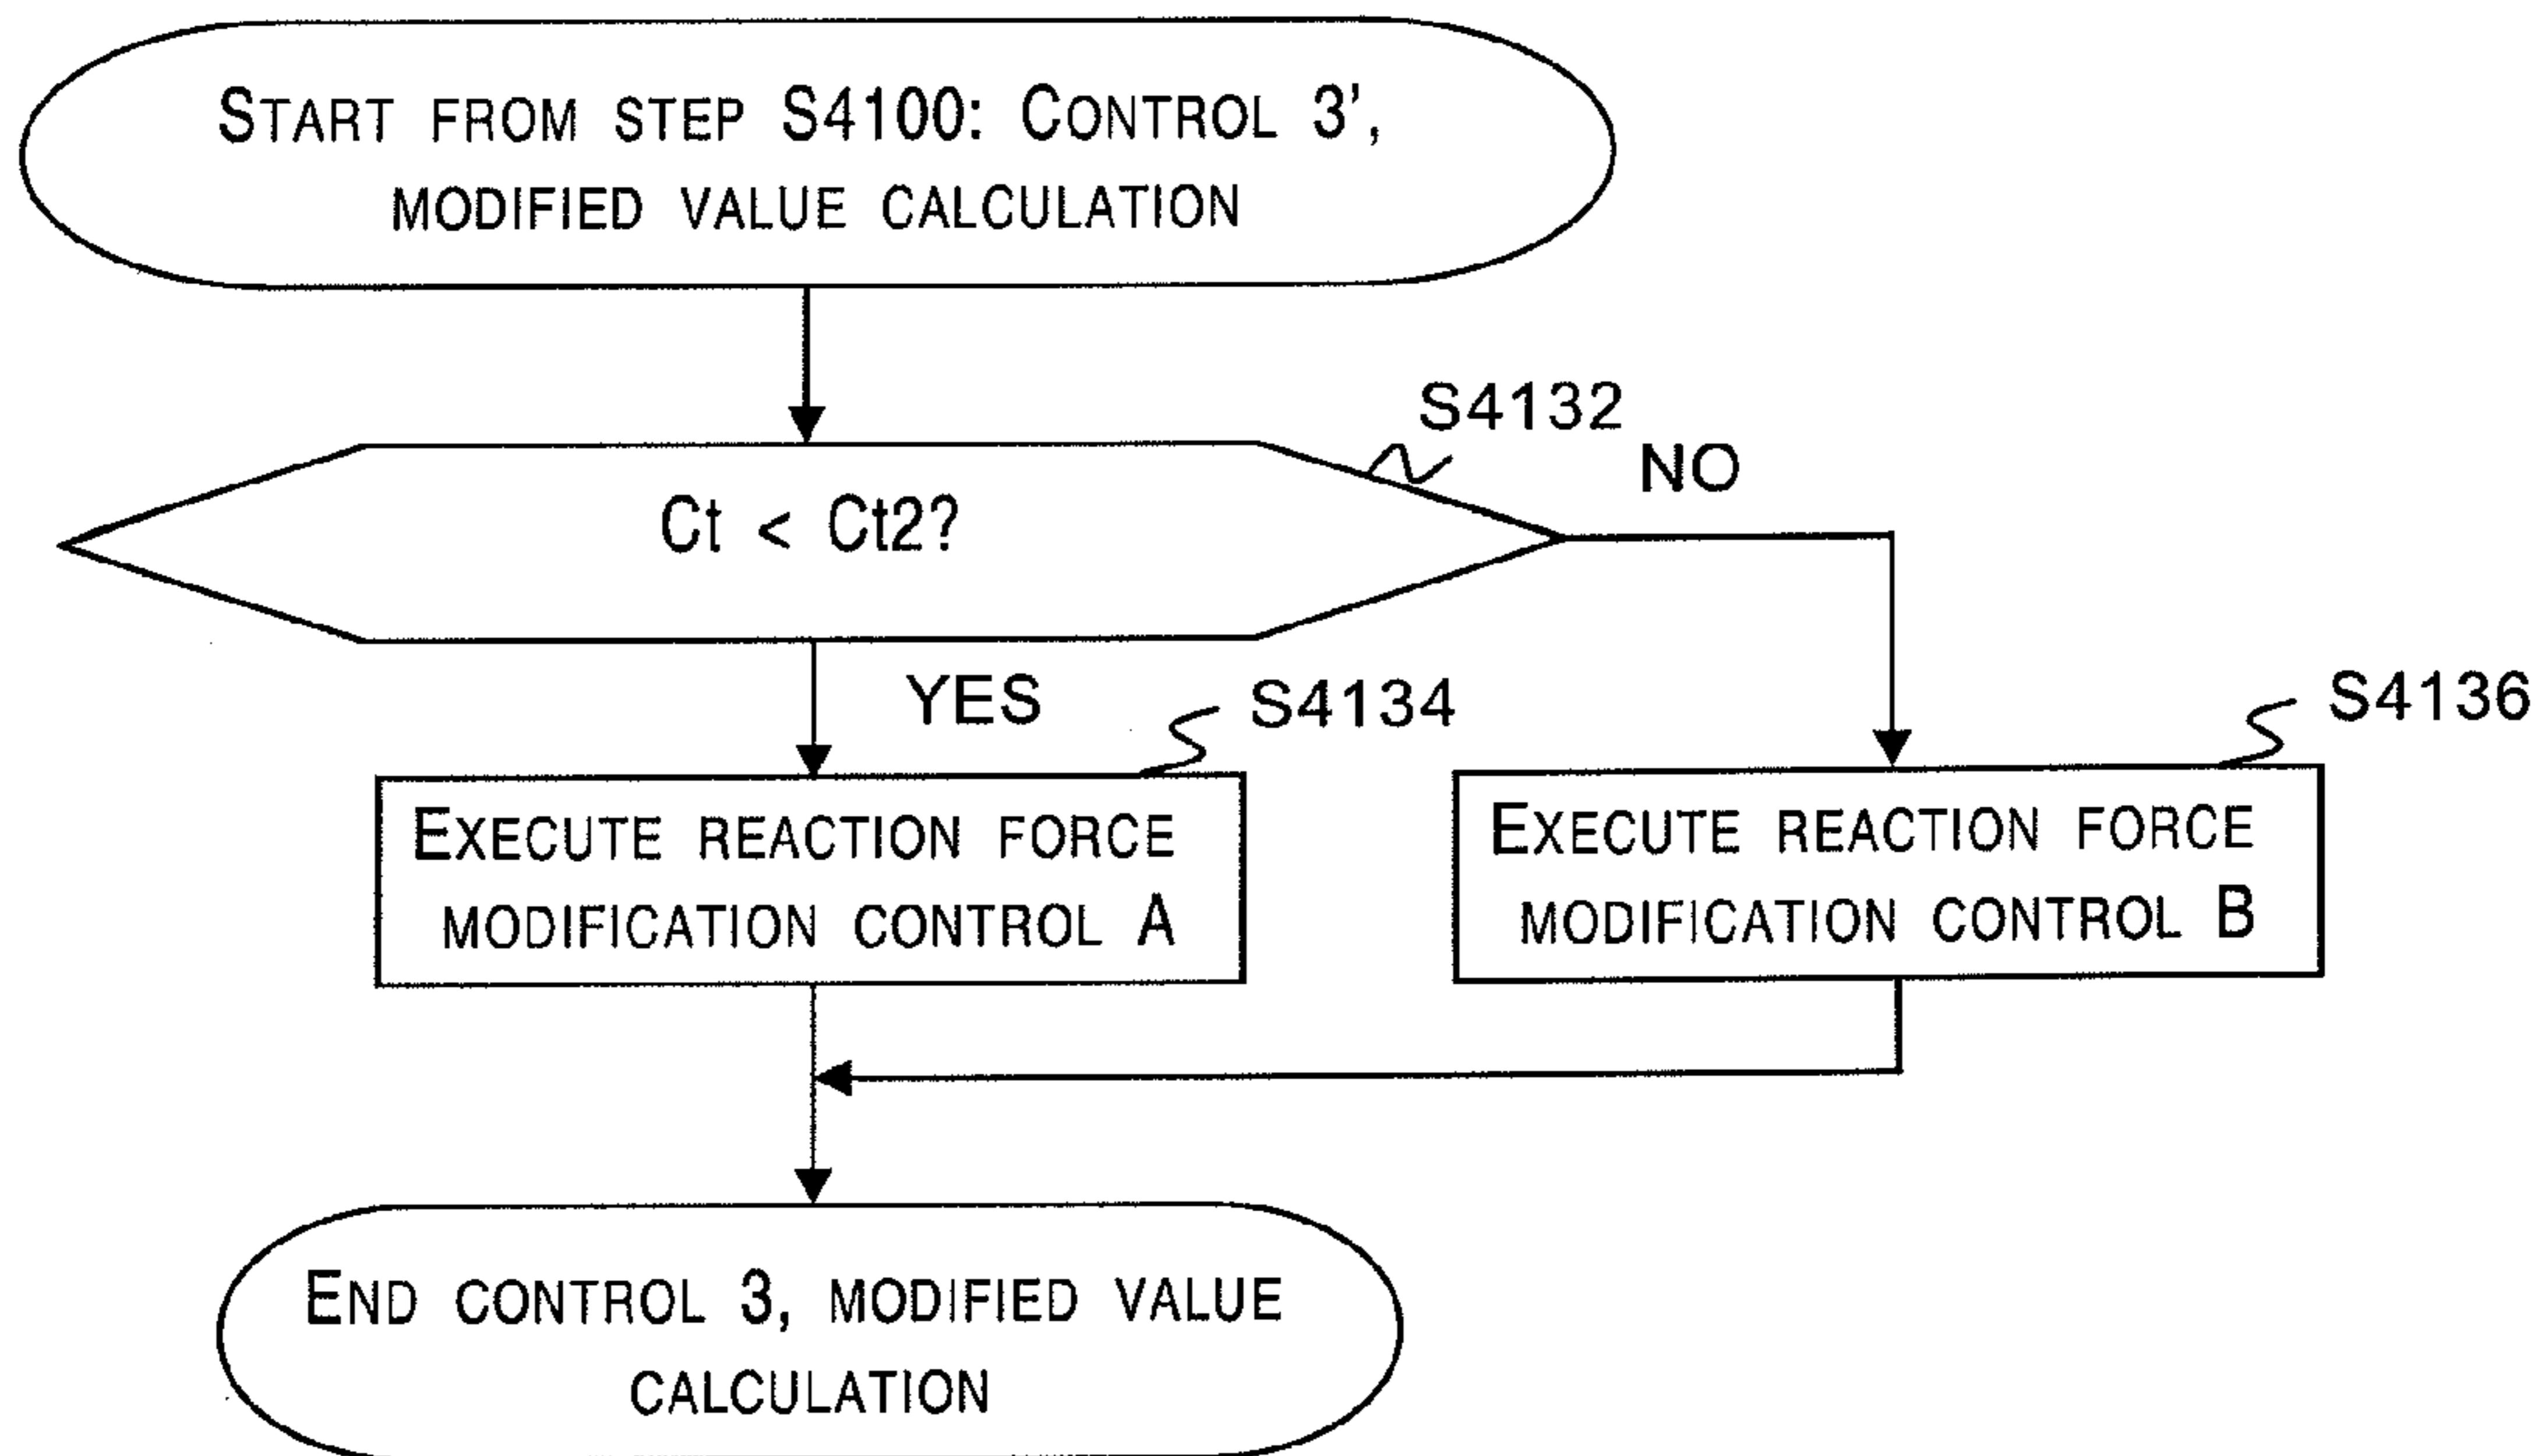 START FROM STEP S4100: CONTROL 3',
MODIFIED VALUE CALCULATION
S4132
NO
Ct < Ct2?
YES
S4134
S4136
EXECUTE REACTION FORCE
MODIFICATION CONTROL A
EXECUTE REACTION FORCE
MODIFICATION CONTROL B
END CONTROL 3, MODIFIED VALUE
CALCULATION